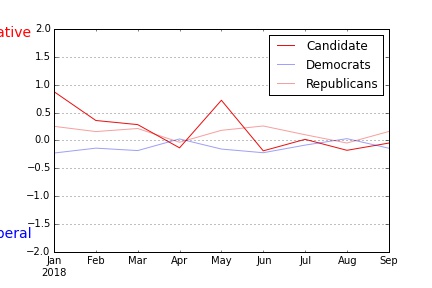 ative
2.0
1.5
1.0
0.5
0.0
−0.5
−1.0
−1.5
−2.0
beral
Candidate
Democrats
Republicans
Jan Feb Mar Apr May Jun Jul Aug Sep
2018